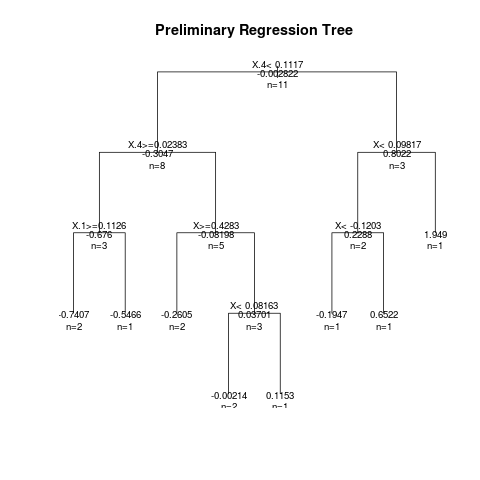 Preliminary Regression Tree
X.4< 0.1117
-0.002822
n=11
X.4>=0.02383
-0.3047
n=8
X< 0.09817
0.8022
n=3
X.1>=0.1126
-0.676
n=3
X>=0.4283
-0.08198
n=5
X< -0.1203
0.2288
n=2
1.949
n=1
-0.7407
n=2
-0.5466
n=1
-0.2605
n=2
X< 0.08163
0.03701
n=3
-0.1947
n=1
0.6522
n=1
-0.00214
n=2
0.1153
n=1